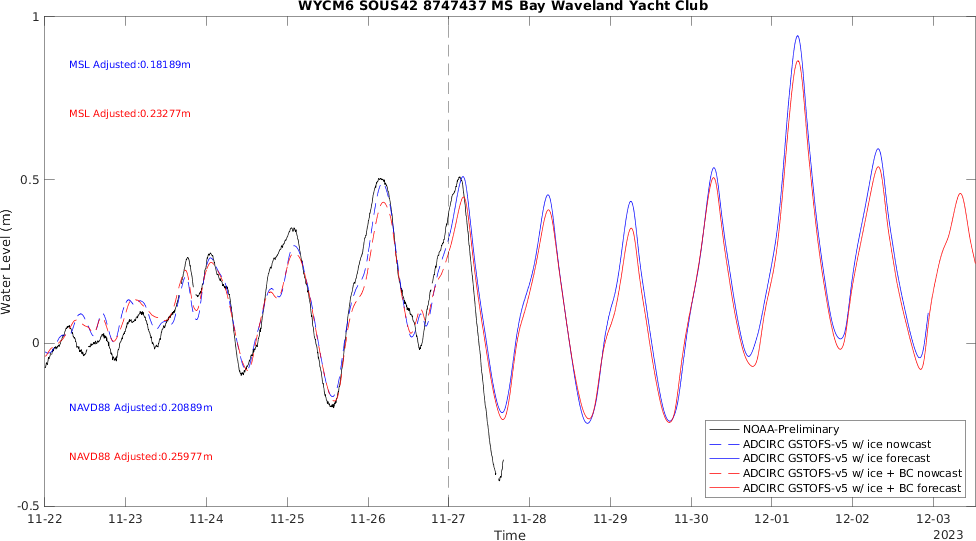 WYCM6 SOUS42 8747437 MS Bay Waveland Yacht Club
1
MSL Adjusted:0.18189m
MSL Adjusted:0.23277m
0.5
Water Level (m)
0
NAVD88 Adjusted:0.20889m
NAVD88 Adjusted:0.25977m
-0.5
NOAA-Preliminary
ADCIRC GSTOFS-v5 w/ ice nowcast
ADCIRC GSTOFS-v5 w/ ice forecast
ADCIRC GSTOFS-v5 w/ice + BC nowcast
ADCIRC GSTOFS-v5 w/ice + BC forecast
11-22 11-23 11-24 11-25 11-26 11-27 11-28 11-29 11-30 12-01 12-02 12-03
Time
2023